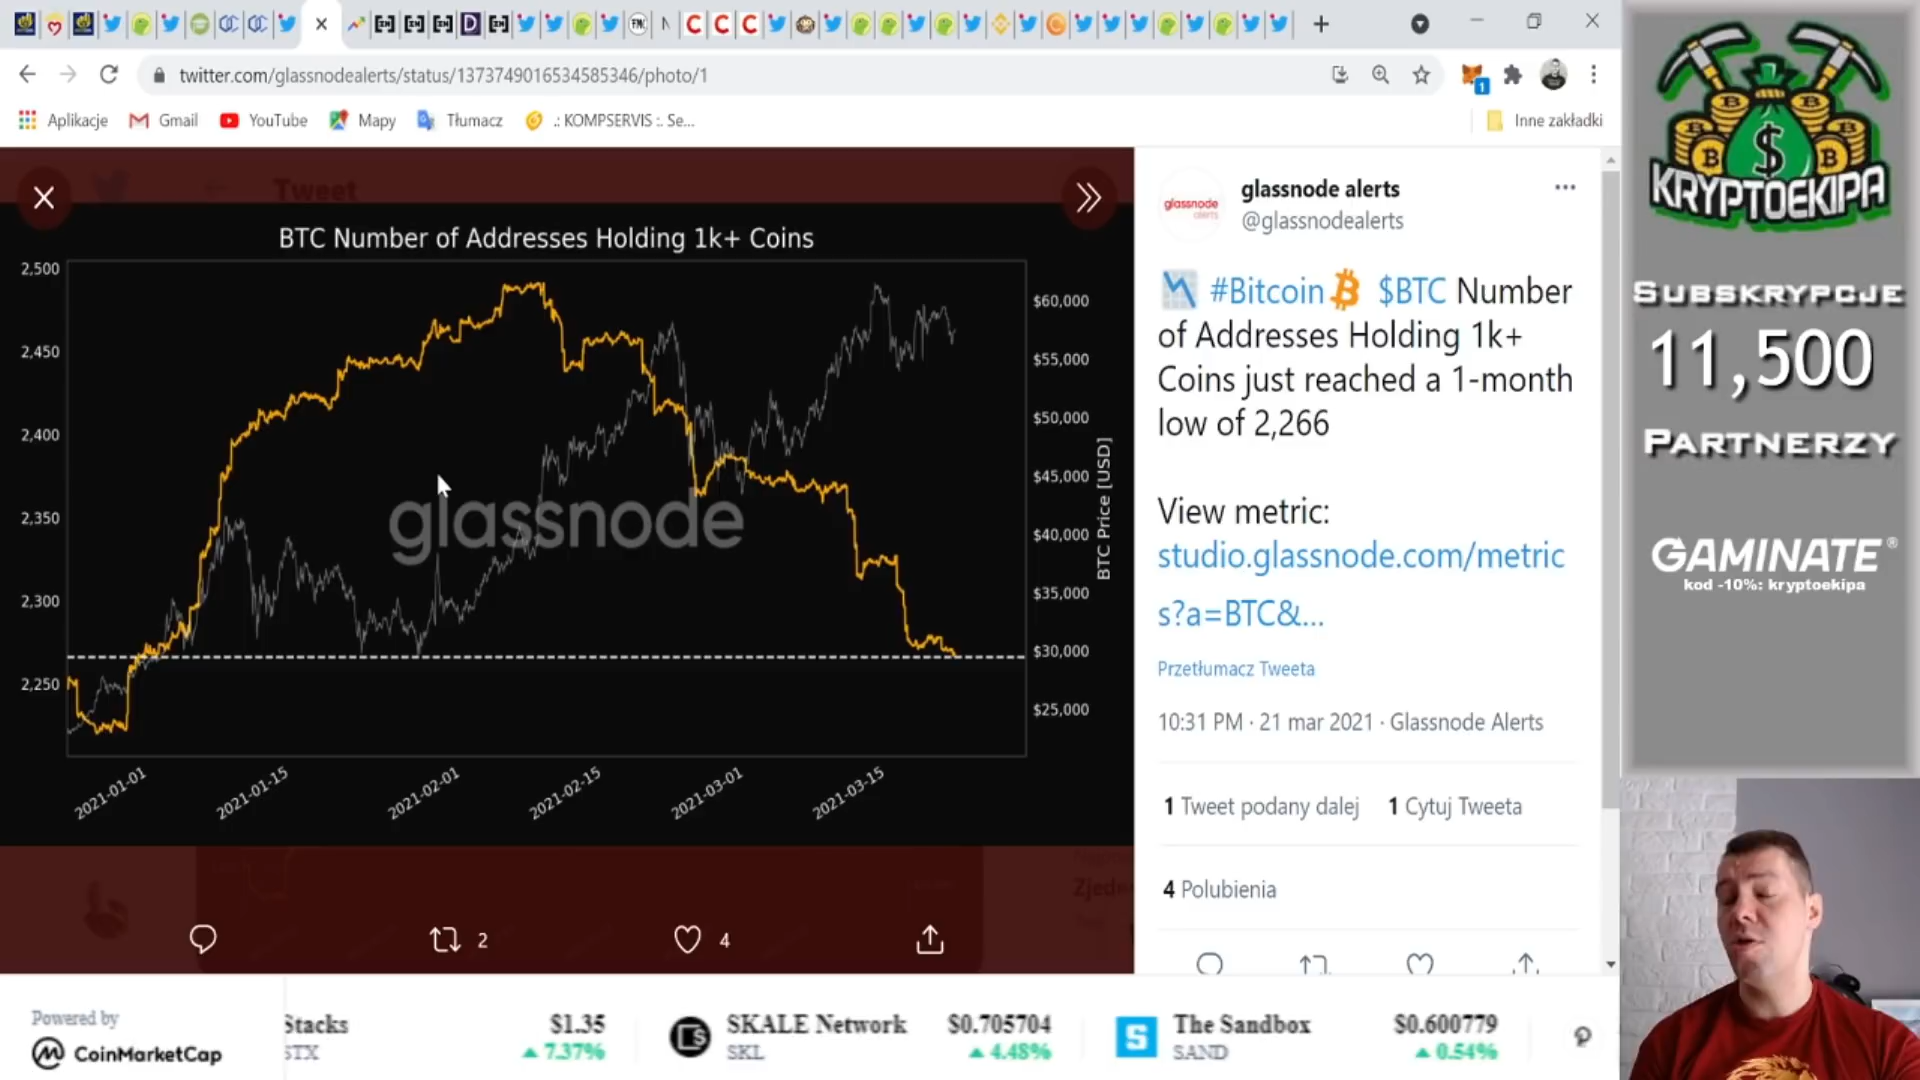 twitter.com/glassnodealerts/status/1373749016534585346/photo/1
Aplikacje
Gmail
YouTube
Mapy
Tłumacz
.: KOMPSERVIS :. Se...
Inne zakładki
Tweet
BTC Number of Addresses Holding 1k+ Coins
2,500
2,450
2,400
2,350
2,300
2,250
$60,000
$55,000
$50,000
$45,000
$40,000
$35,000
$30,000
$25,000
BTC Price [USD]
glassnode
2021-01-01
2021-01-15
2021-02-01
2021-02-15
2021-03-01
2021-03-15
2
4
glassnode
alerts
glassnode alerts
@glassnodealerts
#Bitcoin $BTC Number
of Addresses Holding 1k+
Coins just reached a 1-month
low of 2,266
View metric:
studio.glassnode.com/metric
s?a=BTC&...
Przetłumacz Tweeta
10:31 PM · 21 mar 2021 · Glassnode Alerts
1 Tweet podany dalej 1 Cytuj Tweeta
4 Polubienia
KRYPTOEKIPA
SUBSKRYPCJE
11,500
PARTNERZY
GAMINATE®
kod -10%: kryptoekipa
Powered by
CoinMarketCap
Stacks
STX
$1.35
7.37%
SKALE Network
SKL
$0.705704
4.48%
The Sandbox
SAND
$0.600779
0.54%